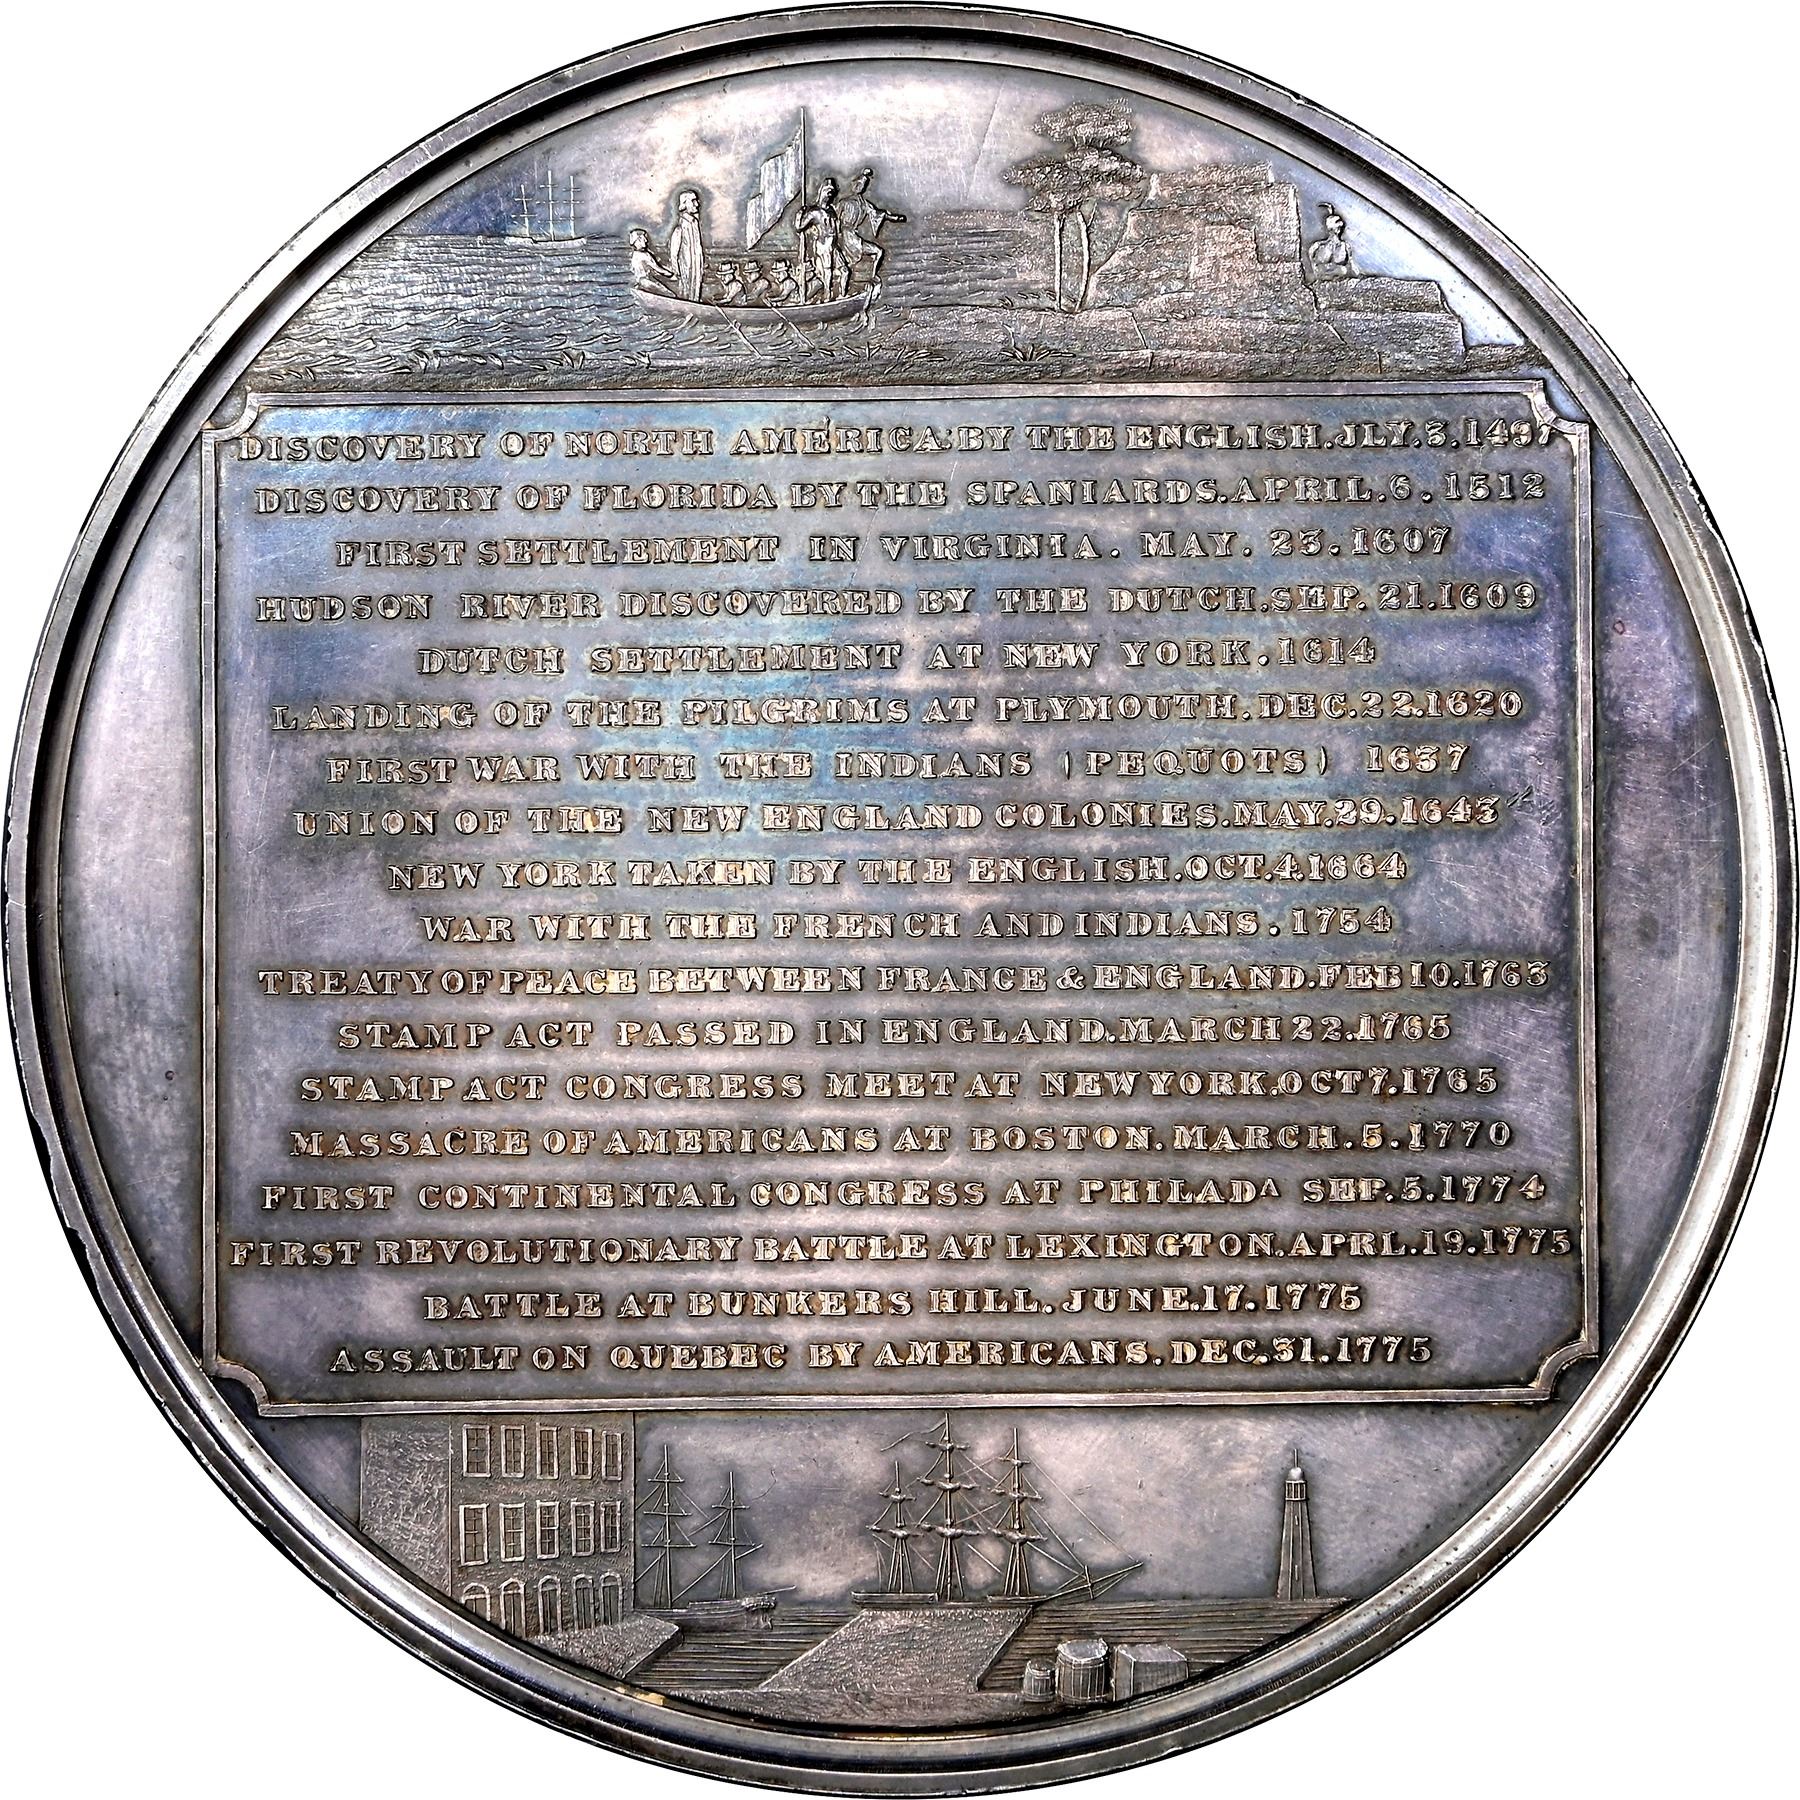 DISCOVERY OF NORTH AMERICA:BY THE ENGLISH.JLY.3.1497
DISCOVERY OF FLORIDA BY THE SPANIARDS.APRIL.6.1512
FIRST SETTLEMENT IN VIRGINIA. MAY. 23.1607
HUDSON RIVER DISCOVERED BY THE DUTCH.SEP. 21.1609
DUTCH SETTLEMENT AT NEW YORK.1614
LANDING OF THE PILGRIMS AT PLYMOUTH.DEC.22.1620
FIRST WAR WITH THE INDIANS (PEQUOTS) 1637
UNION OF THE NEW ENGLAND COLONIES.MAY.29.1643
NEW YORK TAKEN BY THE ENGLISH.OCT.4.1664
WAR WITH THE FRENCH AND INDIANS.1754
TREATY OF PEACE BETWEEN FRANCE & ENGLAND.FEB 10.1763
STAMP ACT PASSED IN ENGLAND.MARCH 22.1765
STAMP ACT CONGRESS MEET AT NEW YORK.OCT 7.1765
MASSACRE OF AMERICANS AT BOSTON.MARCH.5.1770
FIRST CONTINENTAL CONGRESS AT PHILADᴬ SEP.5.1774
FIRST REVOLUTIONARY BATTLE AT LEXINGTON.APRL.19.1775
BATTLE AT BUNKERS HILL.JUNE.17.1775
ASSAULT ON QUEBEC BY AMERICANS.DEC.31.1775